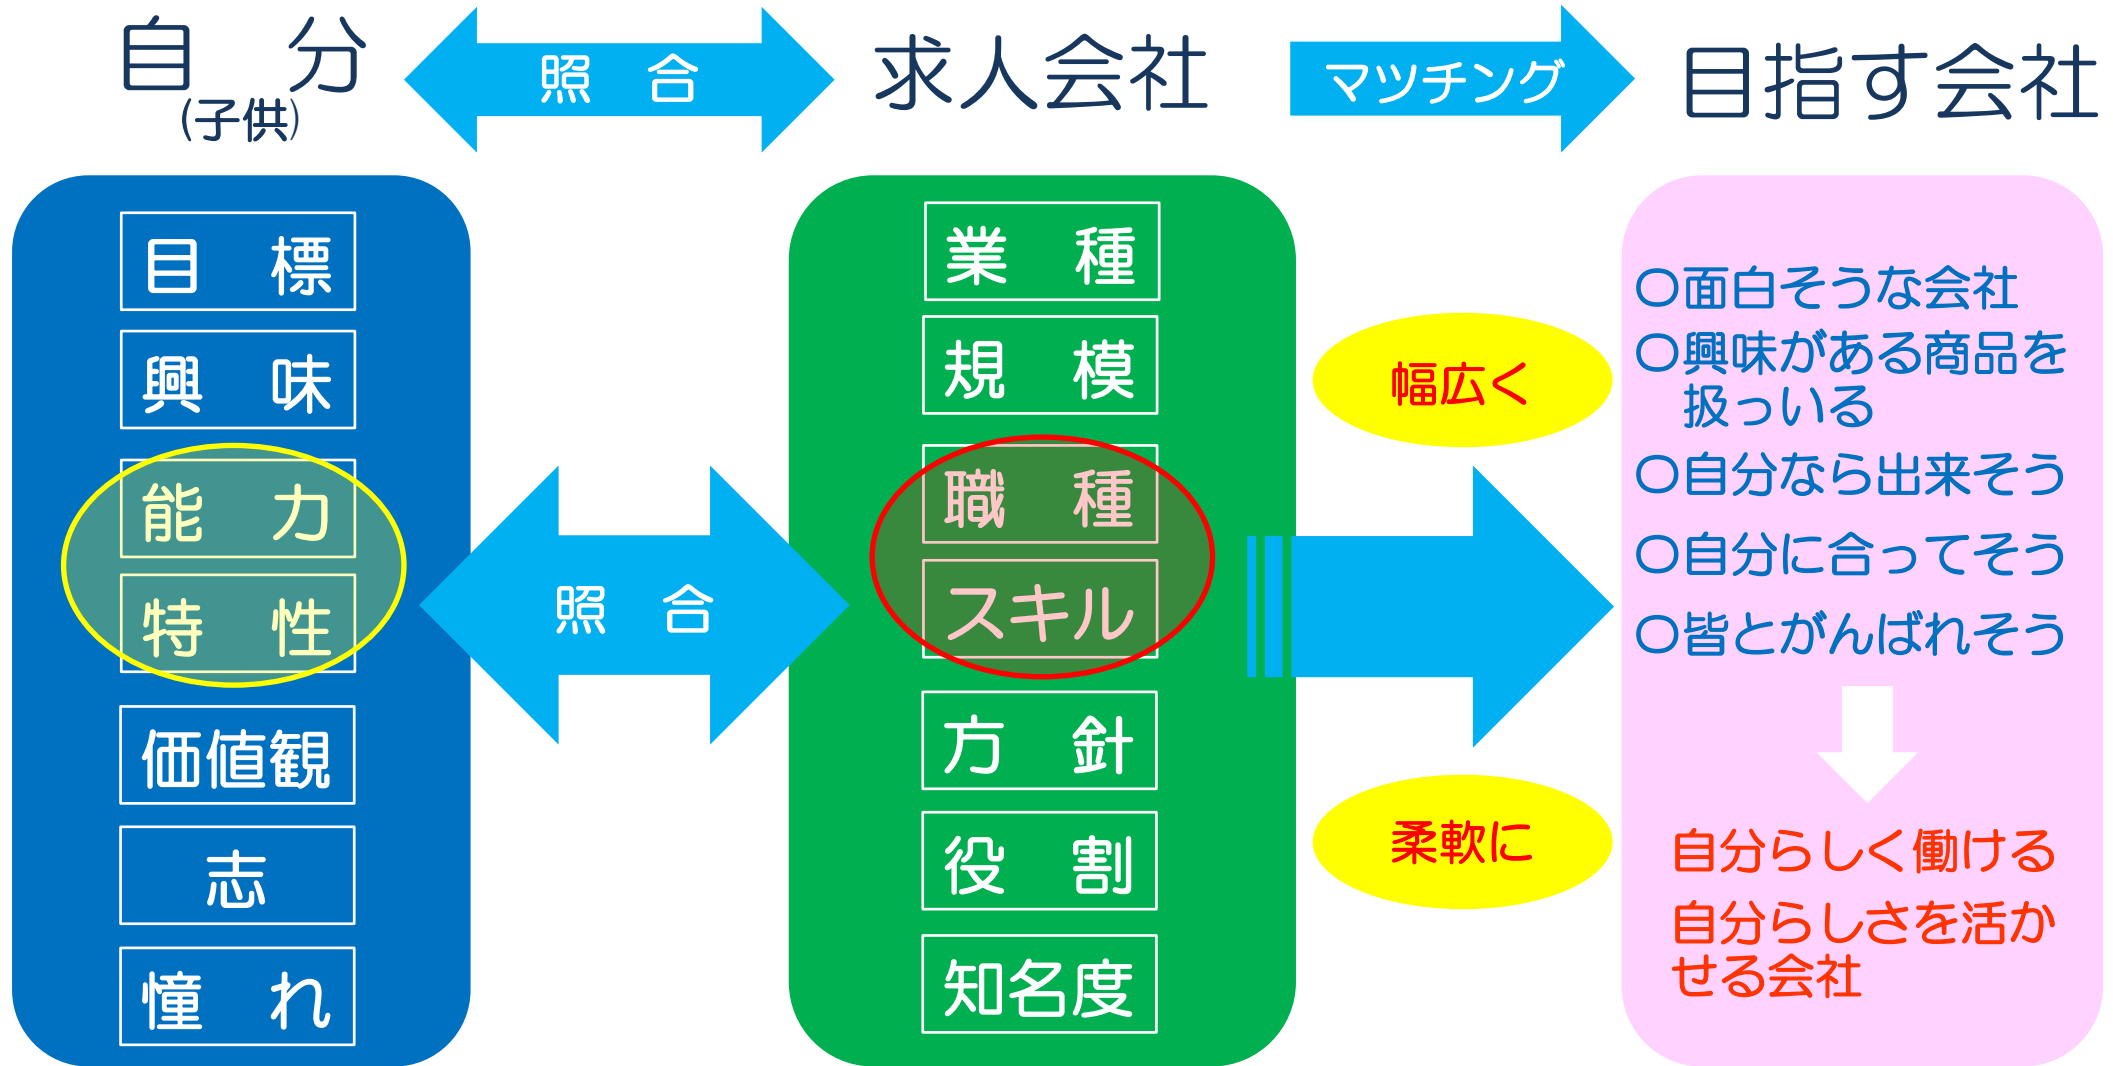 自　分
(子供)
照　合
求人会社
マッチング
目指す会社
目　標
興　味
能　力
特　性
価値観
志
憧　れ
照　合
業　種
規　模
職　種
スキル
方　針
役　割
知名度
幅広く
柔軟に
〇面白そうな会社
〇興味がある商品を
扱っいる
〇自分なら出来そう
〇自分に合ってそう
〇皆とがんばれそう
自分らしく働ける
自分らしさを活か
せる会社